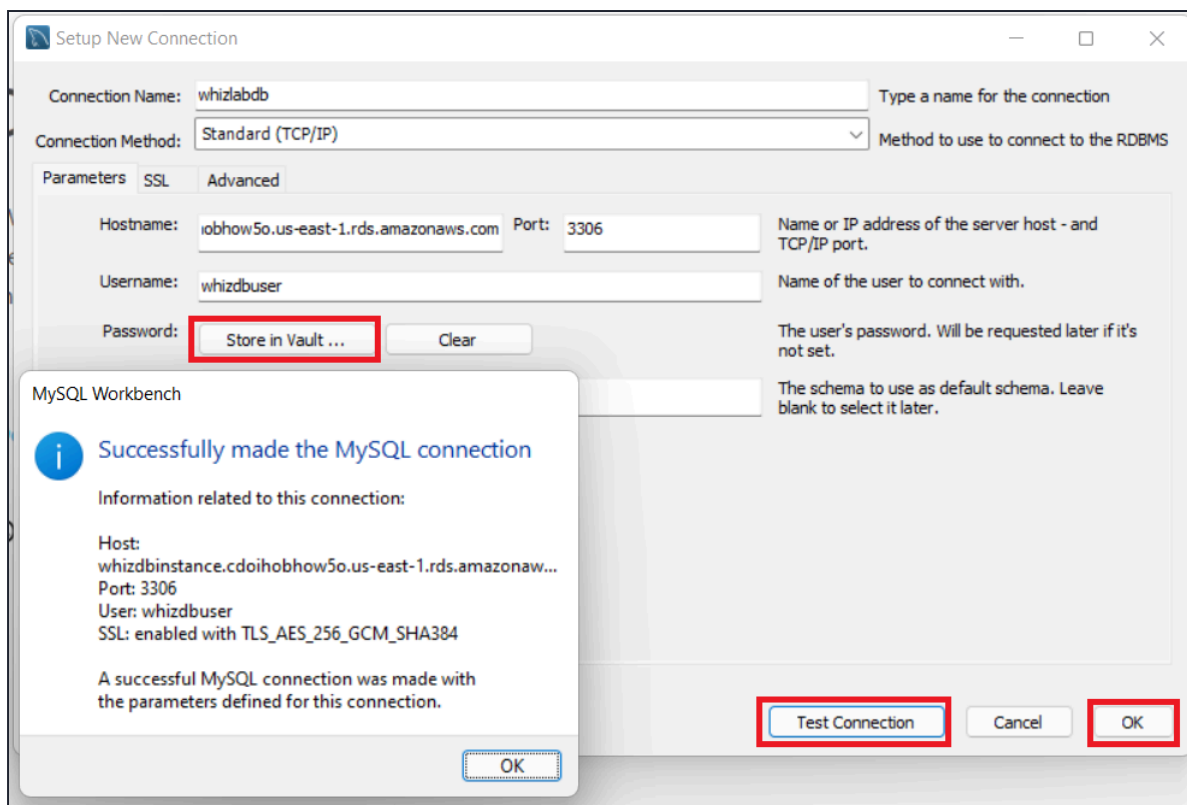 Setup New Connection
Connection Name: whizlabdb Type a name for the connection
Connection Method: Standard (TCP/IP) Method to use to connect to the RDBMS
Parameters SSL Advanced
Hostname: obhow5o.us-east-1.rds.amazonaws.com Port: 3306 Name or IP address of the server host - and
TCP/IP port.
Username: whizdbuser Name of the user to connect with.
Password: Store in Vault ... Clear The user's password. Will be requested later if it's
not set.
The schema to use as default schema. Leave
blank to select it later.
MySQL Workbench
Successfully made the MySQL connection
Information related to this connection:
Host:
whizdbinstance.cdoihobhow5o.us-east-1.rds.amazonaw...
Port: 3306
User: whizdbuser
SSL: enabled with TLS_AES_256_GCM_SHA384
A successful MySQL connection was made with
the parameters defined for this connection.
OK
Test Connection Cancel OK